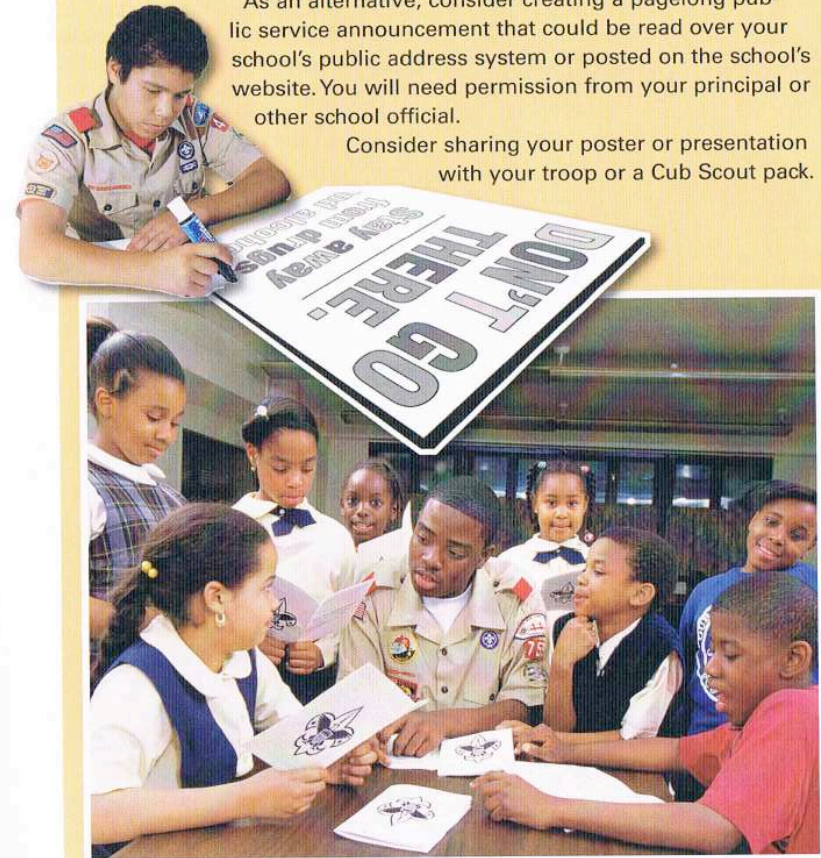 As an alternative, consider creating a pagelong pub-
lic service announcement that could be read over your
school's public address system or posted on the school's
website. You will need permission from your principal or
other school official.
Consider sharing your poster or presentation
with your troop or a Cub Scout pack.
DON'T GO
THERE.
Stay away
from drugs
and alcohol